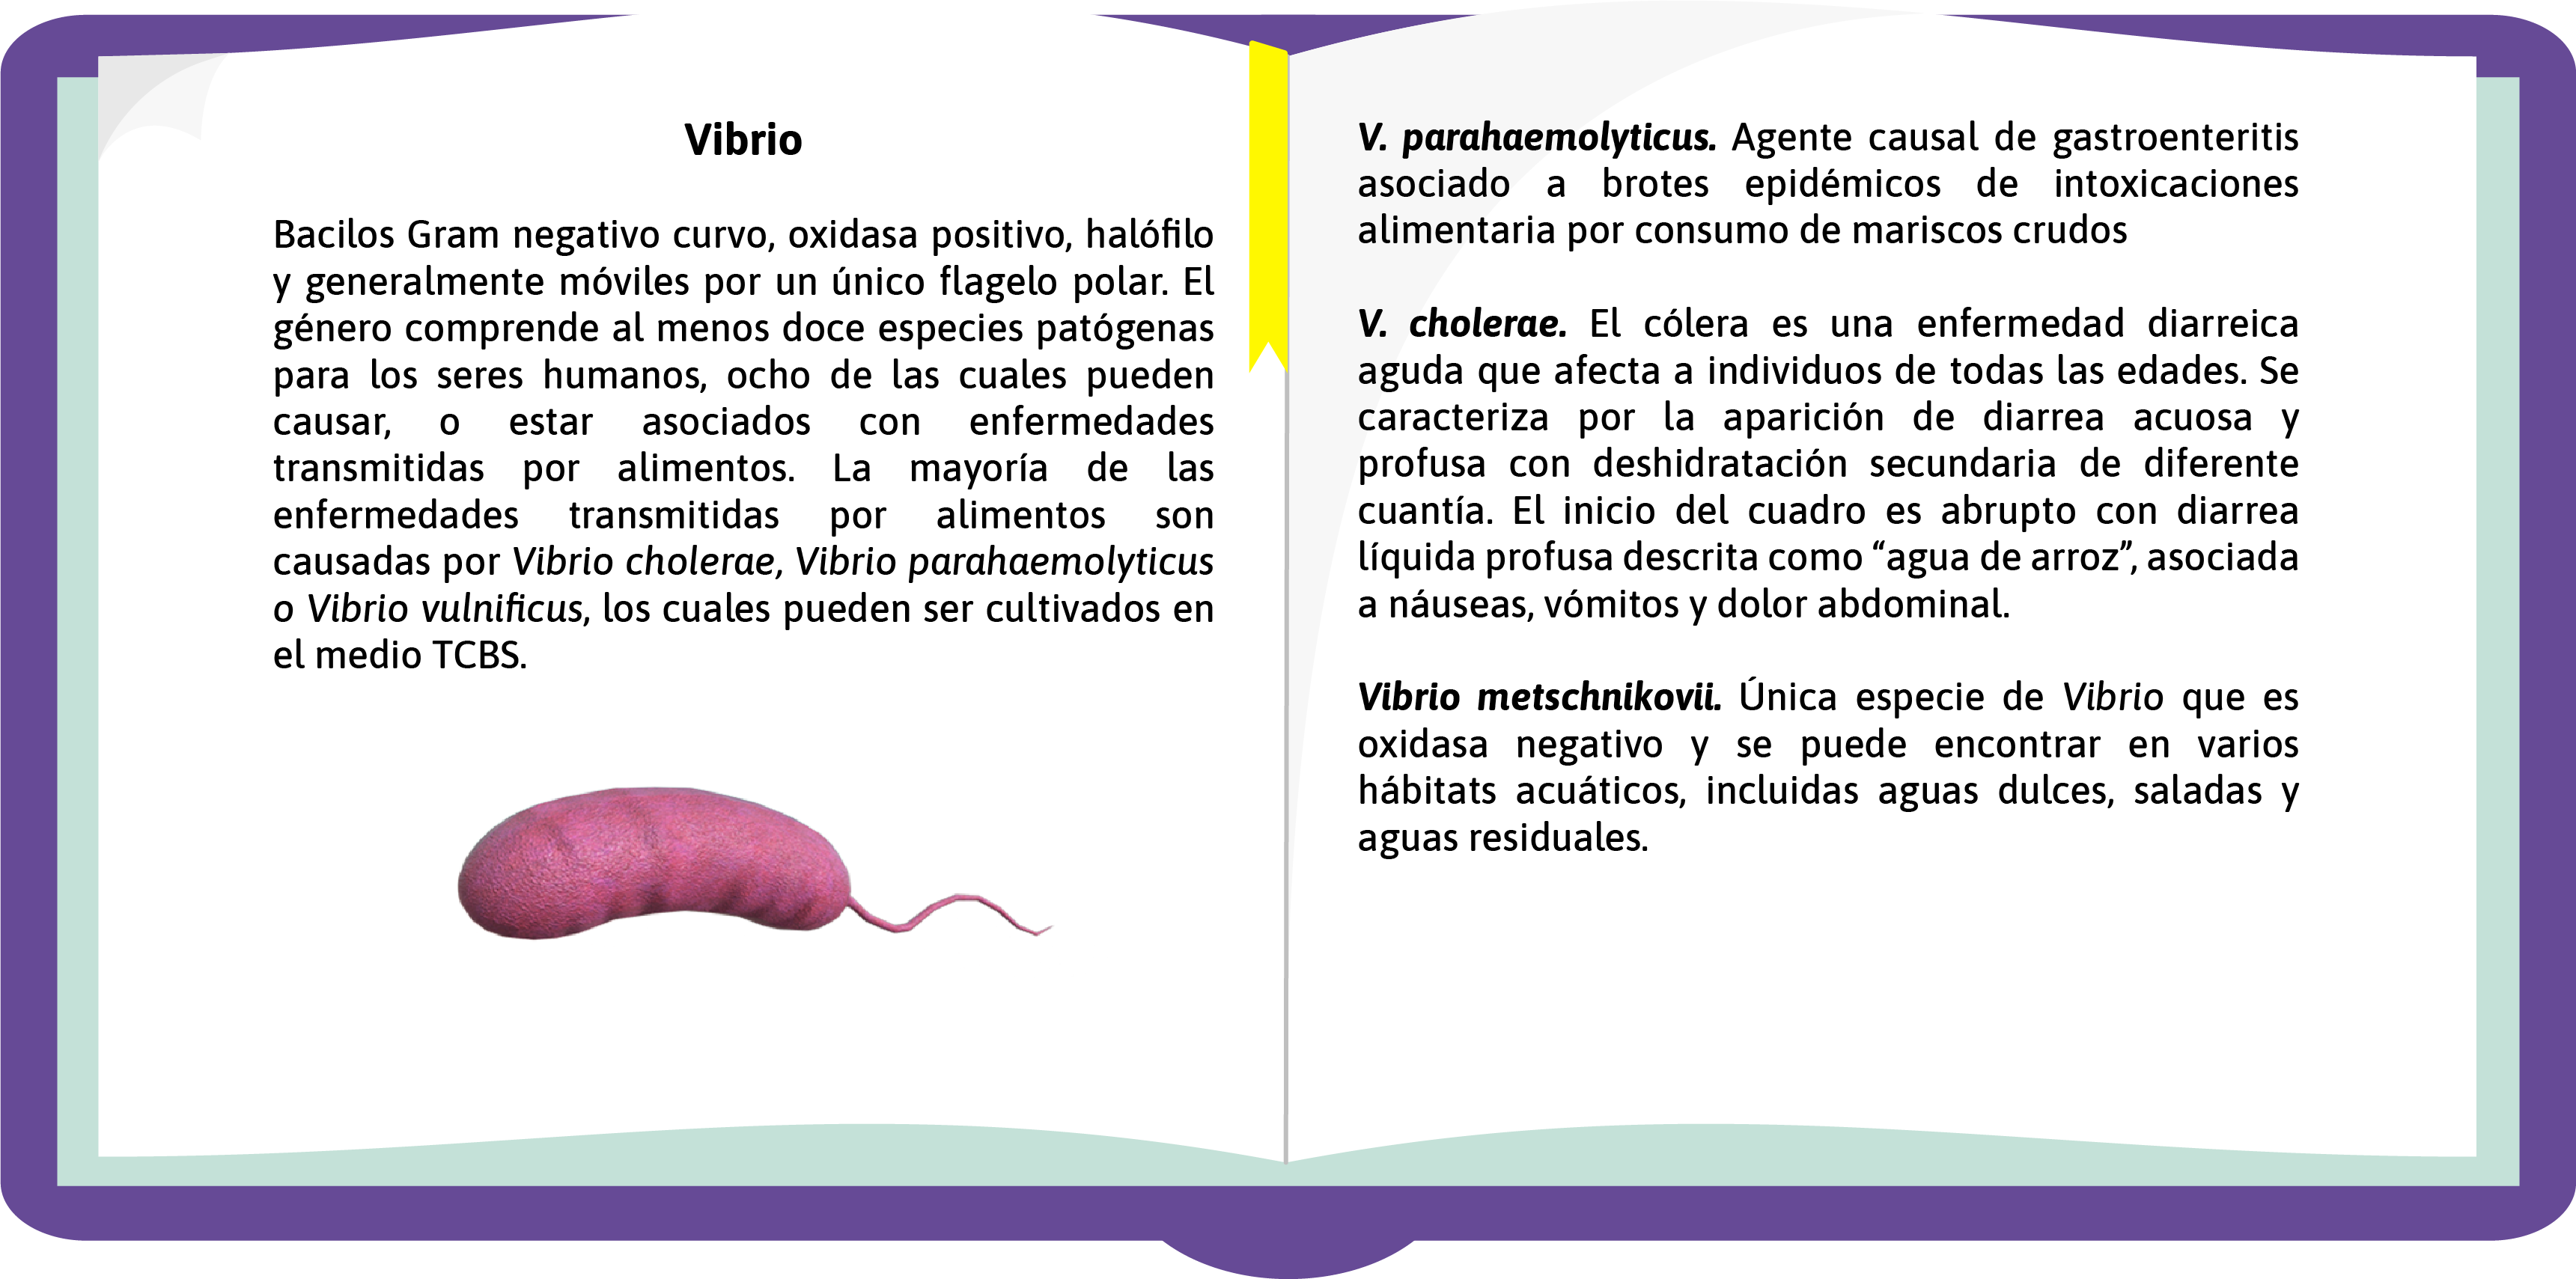 Vibrio
Bacilos Gram negativo curvo, oxidasa positivo, halófilo
y generalmente móviles por un único flagelo polar. El
género comprende al menos doce especies patógenas
para los seres humanos, ocho de las cuales pueden
causar, o estar asociados con enfermedades
transmitidas por alimentos. La mayoría de las
enfermedades transmitidas por alimentos son
causadas por Vibrio cholerae, Vibrio parahaemolyticus
o Vibrio vulnificus, los cuales pueden ser cultivados en
el medio TCBS.
V. parahaemolyticus. Agente causal de gastroenteritis
asociado a brotes epidémicos de intoxicaciones
alimentaria por consumo de mariscos crudos
V. cholerae. El cólera es una enfermedad diarreica
aguda que afecta a individuos de todas las edades. Se
caracteriza por la aparición de diarrea acuosa y
profusa con deshidratación secundaria de diferente
cuantía. El inicio del cuadro es abrupto con diarrea
líquida profusa descrita como “agua de arroz”, asociada
a náuseas, vómitos y dolor abdominal.
Vibrio metschnikovii. Única especie de Vibrio que es
oxidasa negativo y se puede encontrar en varios
hábitats acuáticos, incluidas aguas dulces, saladas y
aguas residuales.